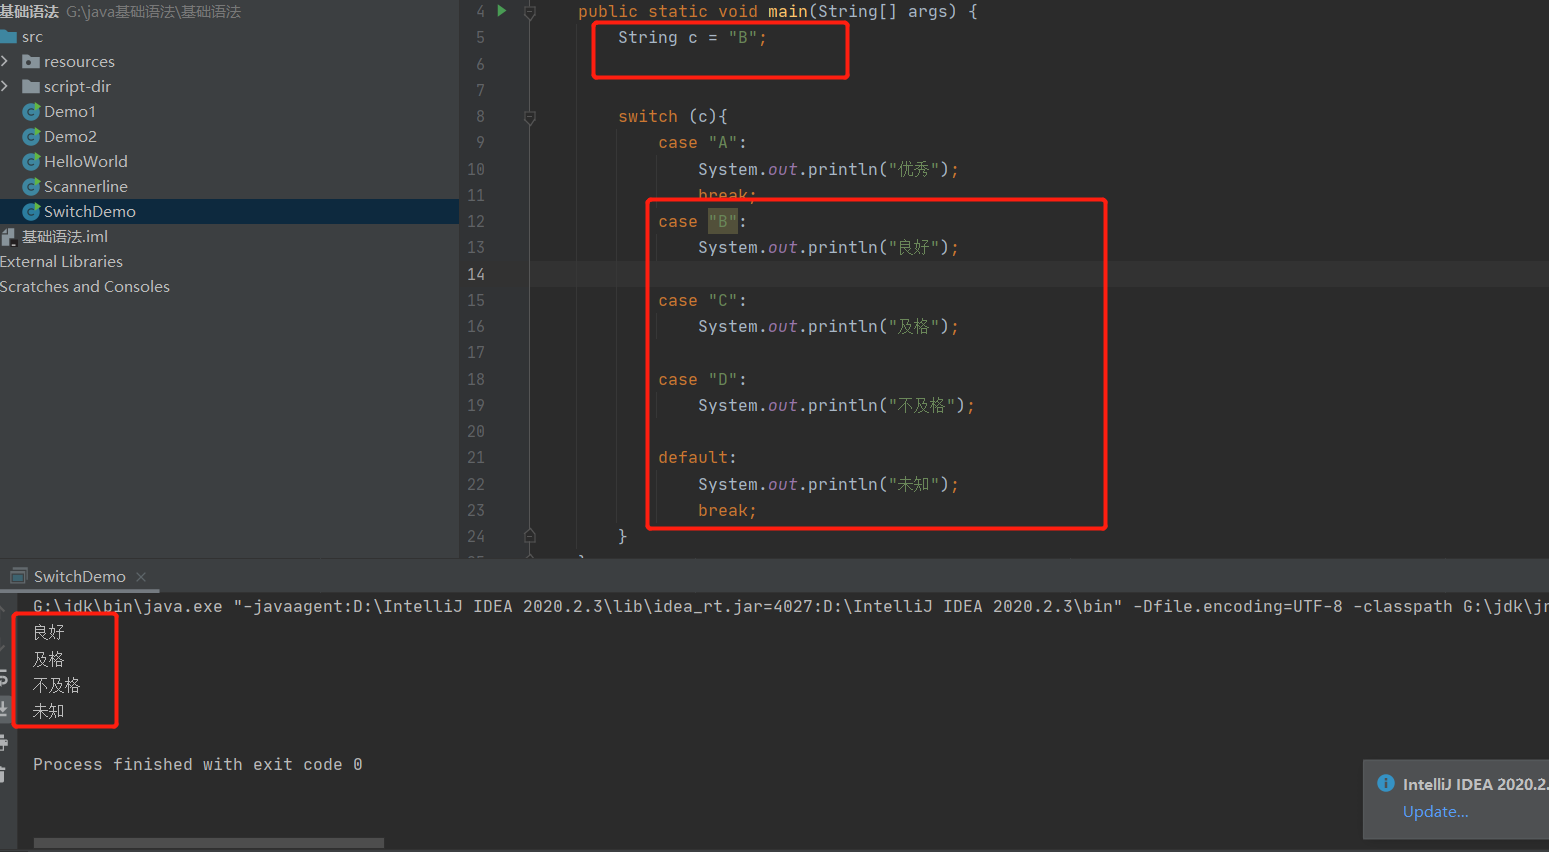 基础语法 G:\java基础语法\基础语法
src
resources
script-dir
Demo1
Demo2
HelloWorld
Scannerline
SwitchDemo
基础语法.iml
External Libraries
Scratches and Consoles
4 public static void main(String[] args) {
5 String c = "B";
6
7
8 switch (c){
9 case "A":
10 System.out.println("优秀");
11 break;
12 case "B":
13 System.out.println("良好");
14
15 case "C":
16 System.out.println("及格");
17
18 case "D":
19 System.out.println("不及格");
20
21 default:
22 System.out.println("未知");
23 break;
24 }
SwitchDemo
G:\jdk\bin\java.exe "-javaagent:D:\IntelliJ IDEA 2020.2.3\lib\idea_rt.jar=4027:D:\IntelliJ IDEA 2020.2.3\bin" -Dfile.encoding=UTF-8 -classpath G:\jdk\jr
良好
及格
不及格
未知
Process finished with exit code 0
IntelliJ IDEA 2020.2.
Update...